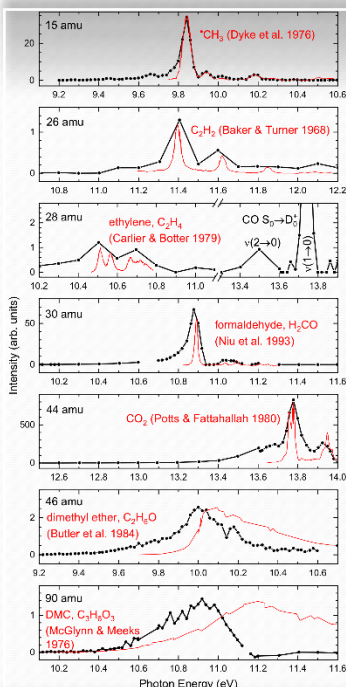 15 amu
•CH₃ (Dyke et al. 1976)
40
20
0
9.2 9.4 9.6 9.8 10.0 10.2 10.4 10.6
26 amu
C₂H₂ (Baker & Turner 1968)
1
0
10.8 11.0 11.2 11.4 11.6 11.8 12.0 12.2
28 amu
ethylene, C₂H₄
(Carlier & Botter 1979)
CO S₀→D₀⁺
ν(2→0)
ν(1→0)
2
1
0
10.2 10.4 10.6 10.8 11.0 13.4 13.6 13.8
30 amu
formaldehyde, H₂CO
(Niu et al. 1993)
50
0
10.2 10.4 10.6 10.8 11.0 11.2 11.4 11.6
Intensity (arb. units)
44 amu
CO₂ (Potts & Fattahallah 1980)
500
0
12.6 12.8 13.0 13.2 13.4 13.6 13.8 14.0
46 amu
dimethyl ether, C₂H₆O
(Butler et al. 1984)
2
0
9.2 9.4 9.6 9.8 10.0 10.2 10.4 10.6
90 amu
DMC, C₃H₆O₃
(McGlynn & Meeks
1976)
1
0
10.2 10.4 10.6 10.8 11.0 11.2 11.4 11.6
Photon Energy (eV)